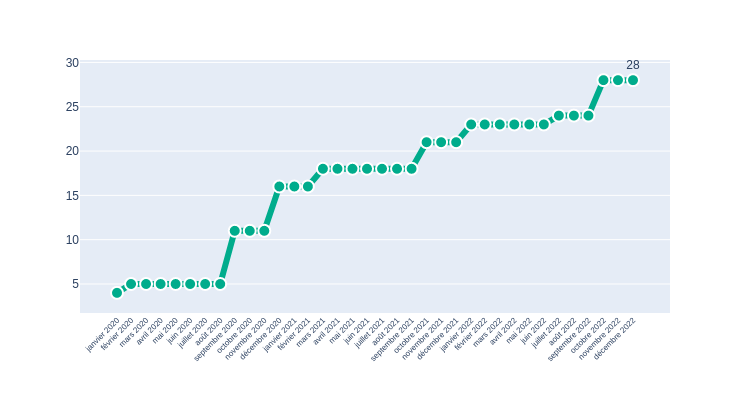 28
30
25
20
15
10
5
janvier 2020
février 2020
mars 2020
avril 2020
mai 2020
juin 2020
juillet 2020
août 2020
septembre 2020
octobre 2020
novembre 2020
décembre 2020
janvier 2021
février 2021
mars 2021
avril 2021
mai 2021
juin 2021
juillet 2021
août 2021
septembre 2021
octobre 2021
novembre 2021
décembre 2021
janvier 2022
février 2022
mars 2022
avril 2022
mai 2022
juin 2022
juillet 2022
août 2022
septembre 2022
octobre 2022
novembre 2022
décembre 2022